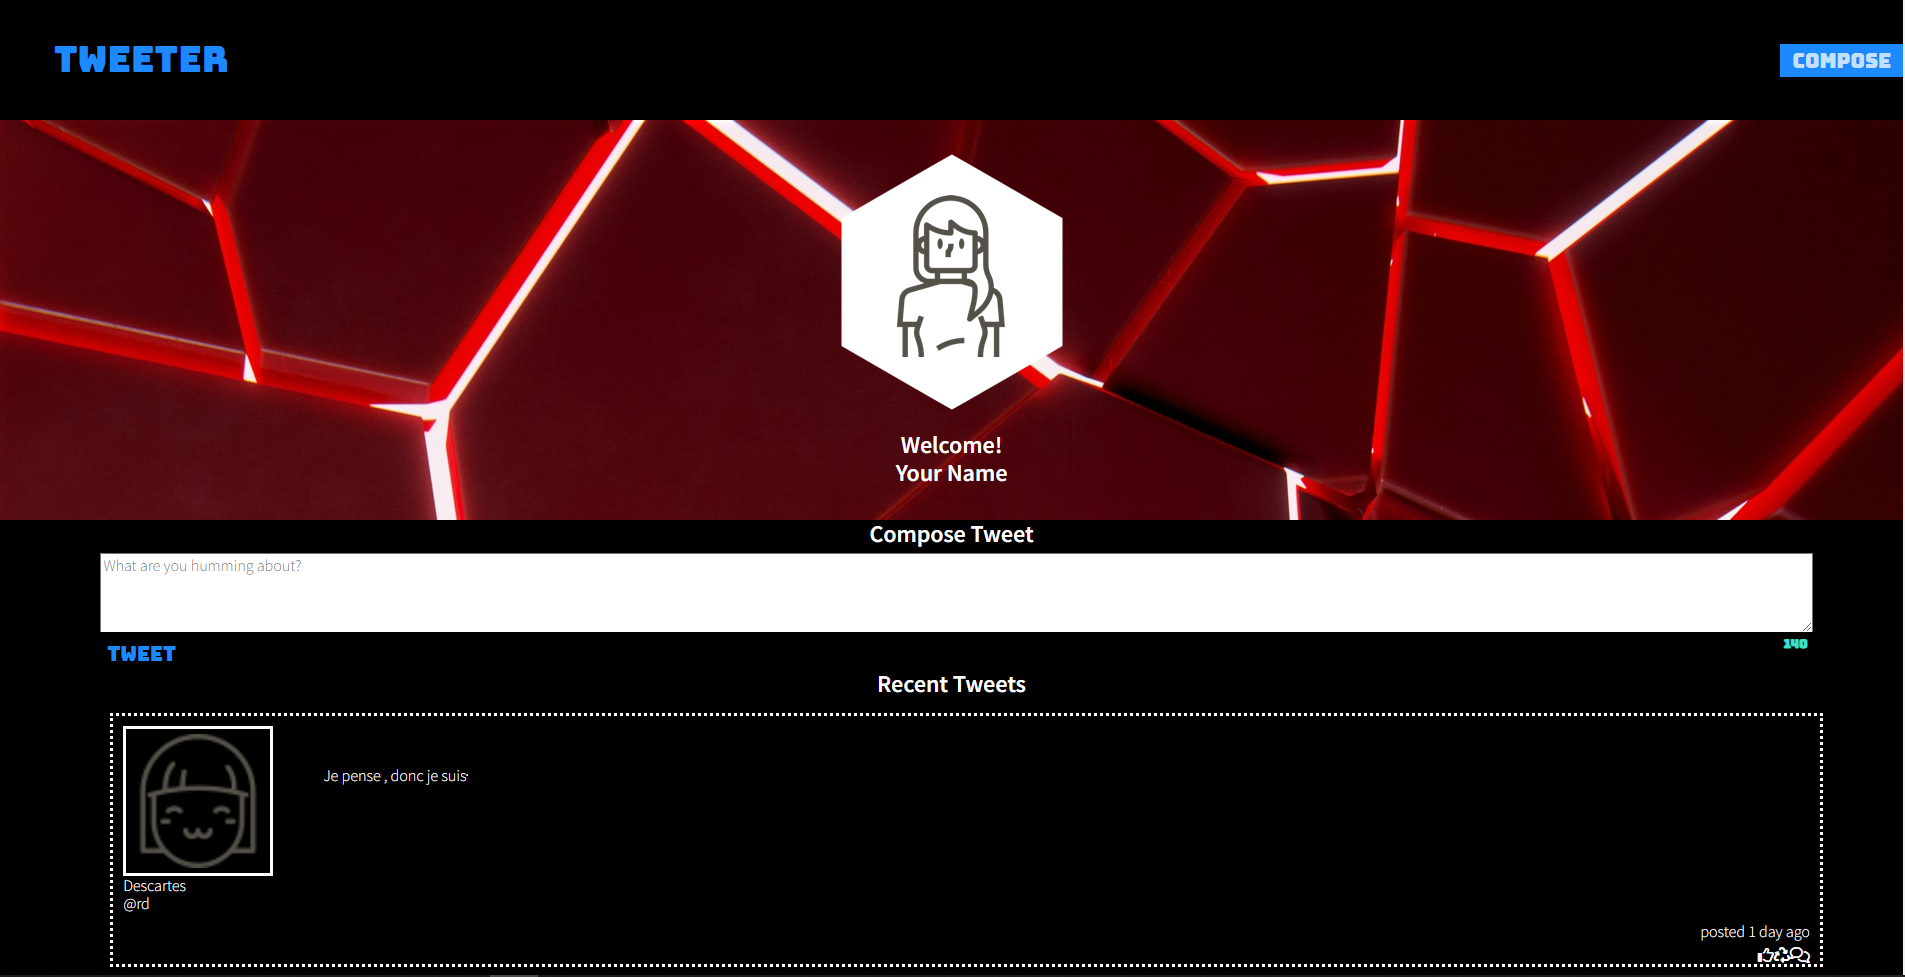 TWEETER
COMPOSE
Welcome!
Your Name
Compose Tweet
What are you humming about?
TWEET
140
Recent Tweets
Je pense , donc je suis·
Descartes
@rd
posted 1 day ago